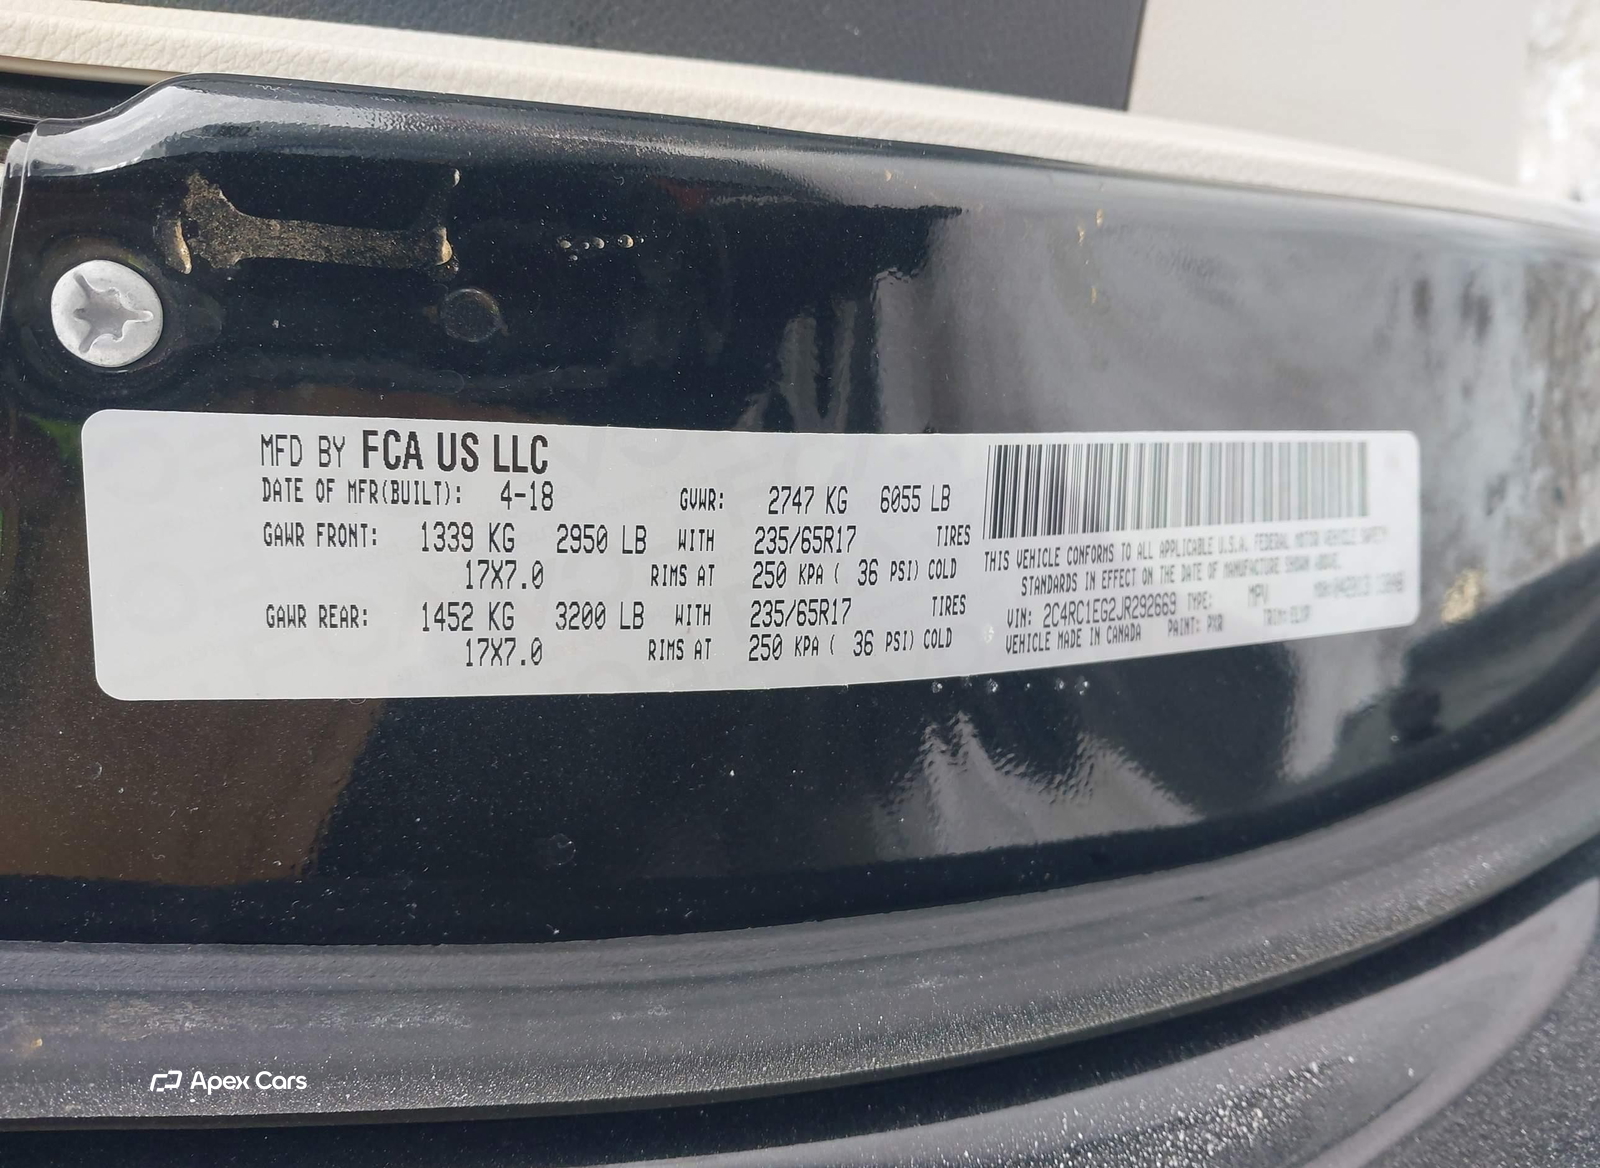 MFD BY FCA US LLC
DATE OF MFR(BUILT): 4-18 GVWR: 2747 KG 6055 LB
GAWR FRONT: 1339 KG 2950 LB WITH 235/65R17 TIRES
17X7.0 RIMS AT 250 KPA ( 36 PSI) COLD
GAWR REAR: 1452 KG 3200 LB WITH 235/65R17 TIRES
17X7.0 RIMS AT 250 KPA ( 36 PSI) COLD
THIS VEHICLE CONFORMS TO ALL APPLICABLE U.S.A. FEDERAL MOTOR VEHICLE SAFETY
STANDARDS IN EFFECT ON THE DATE OF MANUFACTURE SHOWN ABOVE.
VIN: 2C4RC1EG2JR292669 TYPE: MPV
VEHICLE MADE IN CANADA PAINT: PXR TRIM:
Apex Cars